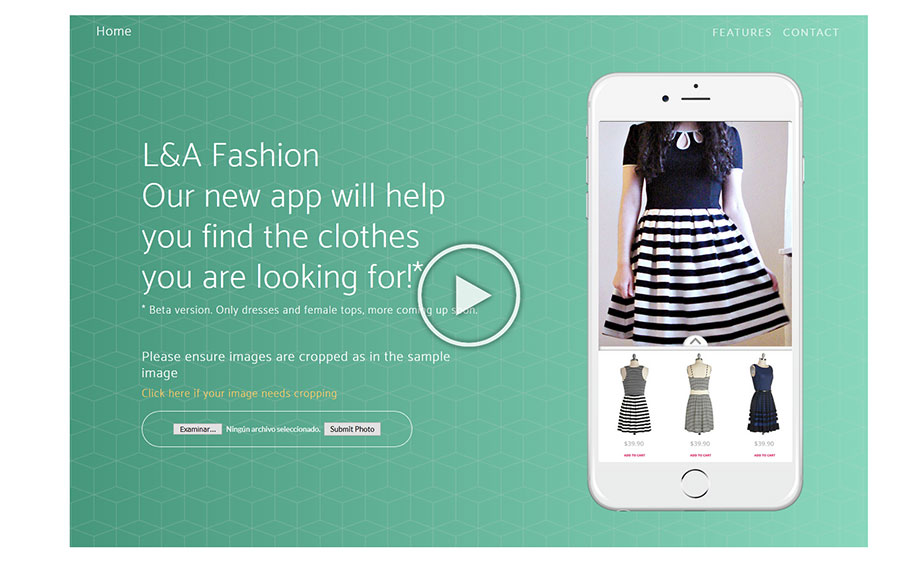 Home
FEATURES CONTACT
L&A Fashion
Our new app will help
you find the clothes
you are looking for!*
* Beta version. Only dresses and female tops, more coming up soon.
Please ensure images are cropped as in the sample
image
Click here if your image needs cropping
Examinar... Ningún archivo seleccionado. Submit Photo
$39.90 $39.90 $39.90
ADD TO CART ADD TO CART ADD TO CART